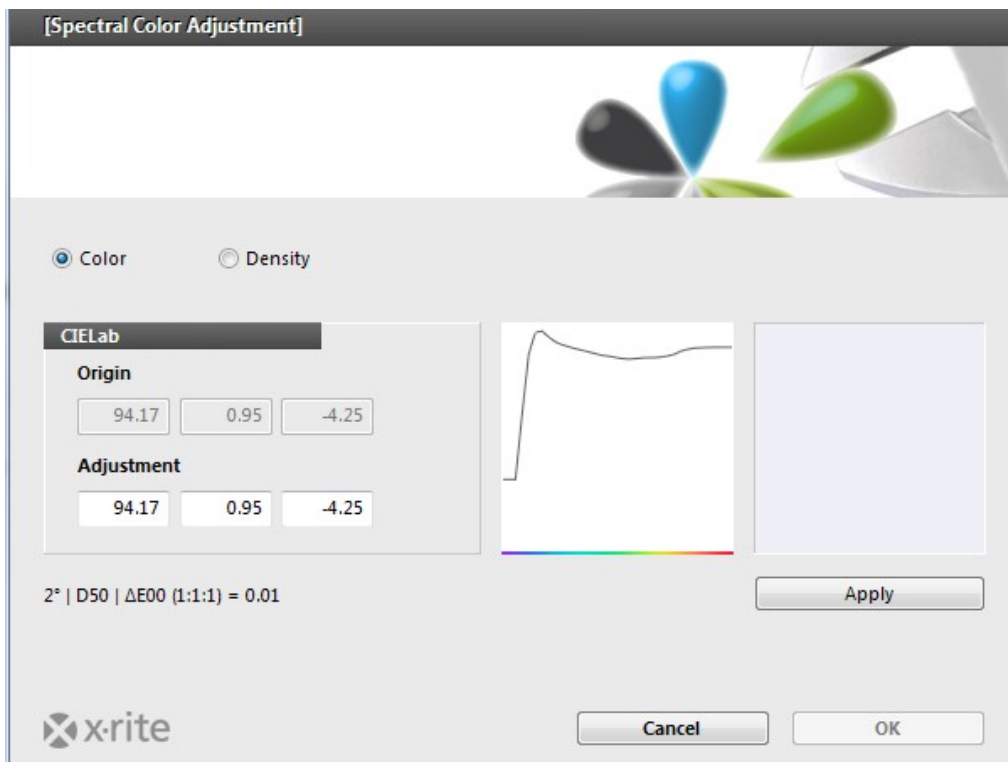 [Spectral Color Adjustment]
Color Density
CIELab
Origin
94.17 0.95 -4.25
Adjustment
94.17 0.95 -4.25
2° | D50 | ΔE00 (1:1:1) = 0.01
Apply
x·rite
Cancel OK